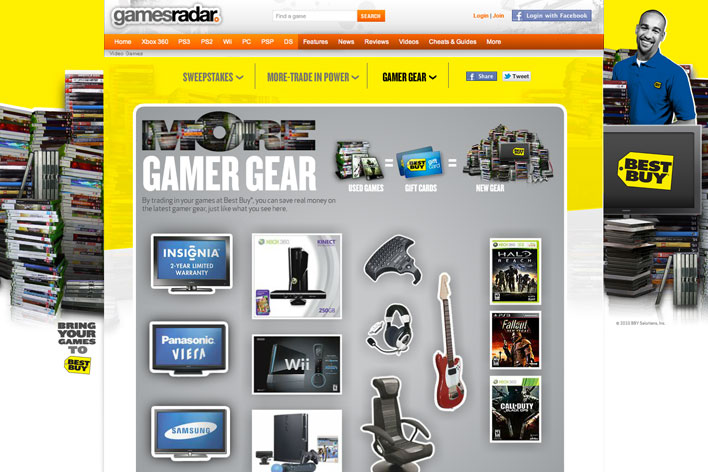 gamesradar
Find a game
SEARCH
Login | Join
f Login with Facebook
Home Xbox 360 PS3 PS2 Wii PC PSP DS Features News Reviews Videos Cheats & Guides More
Video Games
SWEEPSTAKES
MORE-TRADE IN POWER
GAMER GEAR
f Share
Tweet
MORE
GAMER GEAR
By trading in your games at Best Buy®, you can save real money on
the latest gamer gear, just like what you see here.
USED GAMES
=
GIFT CARDS
=
NEW GEAR
BEST
BUY
© 2010 BBY Solutions, Inc.
BRING
YOUR
GAMES
TO
BEST
BUY
INSIGNIA
2-YEAR LIMITED
WARRANTY
XBOX 360
KINECT
250GB
XBOX 360
HALO
REACH
Panasonic
VIERA
Wii
PS3
Fallout
NEW VEGAS
SAMSUNG
XBOX 360
CALL OF DUTY
BLACK OPS